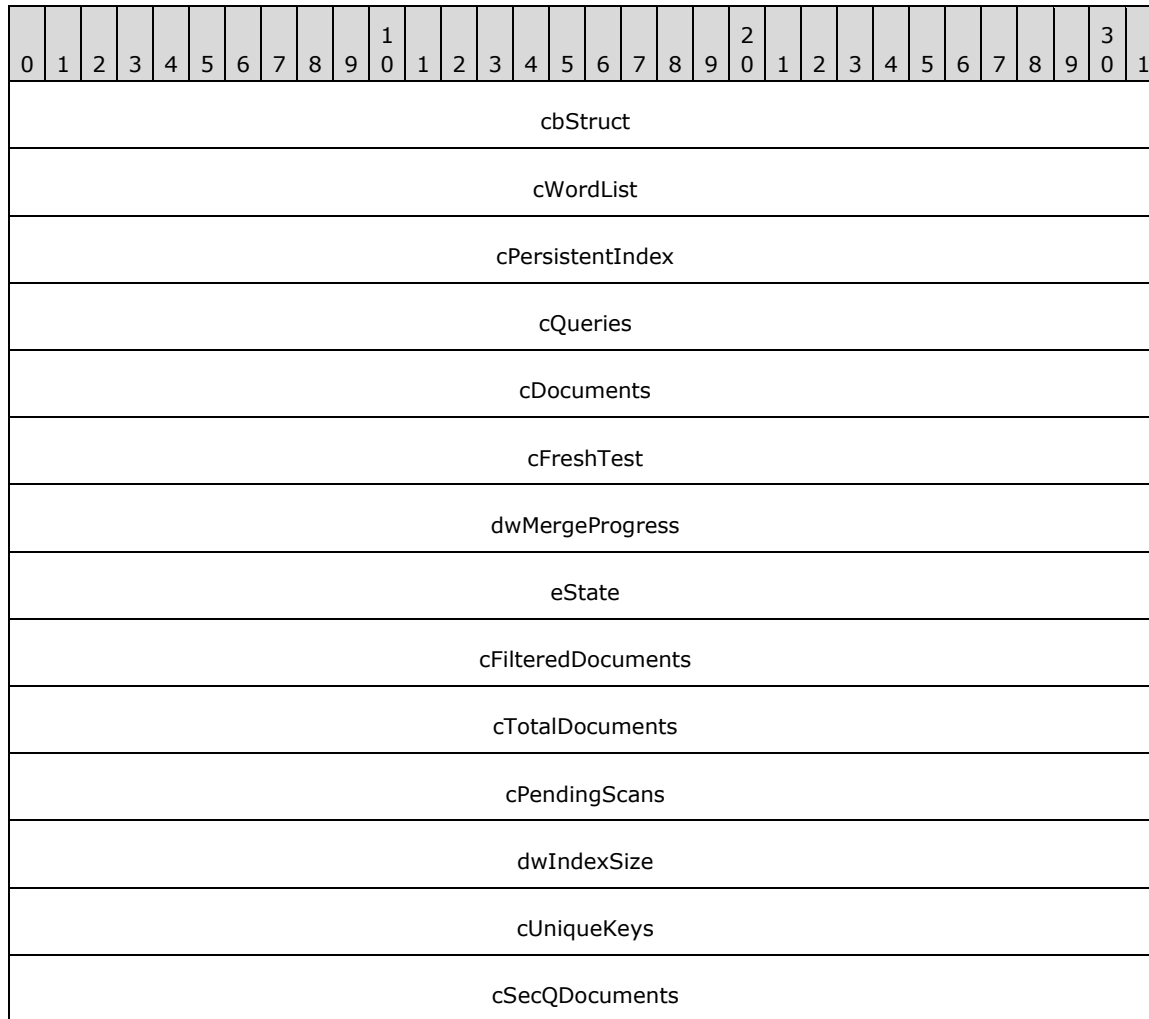 1 2 3
0 1 2 3 4 5 6 7 8 9 0 1 2 3 4 5 6 7 8 9 0 1 2 3 4 5 6 7 8 9 0 1
cbStruct
cWordList
cPersistentIndex
cQueries
cDocuments
cFreshTest
dwMergeProgress
eState
cFilteredDocuments
cTotalDocuments
cPendingScans
dwIndexSize
cUniqueKeys
cSecQDocuments